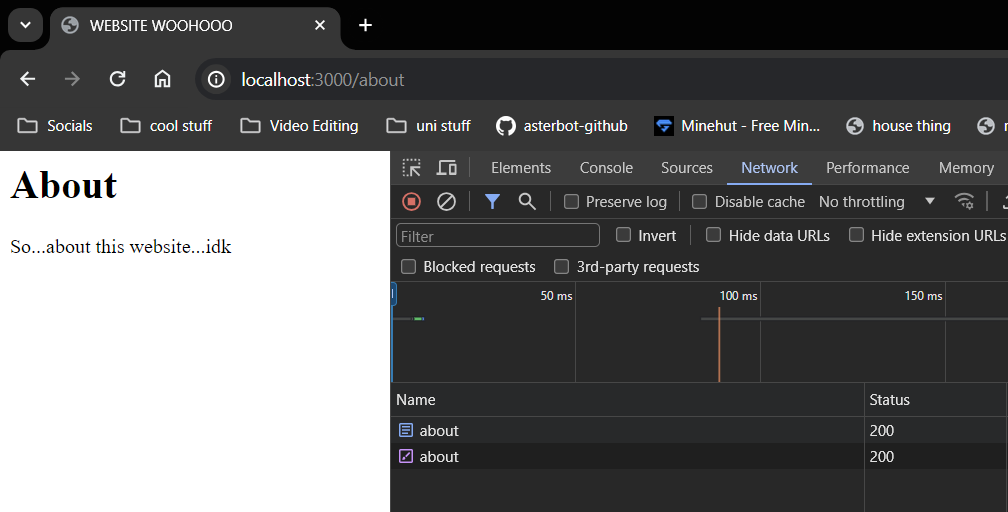 WEBSITE WOOHOOO
localhost:3000/about
Socials cool stuff Video Editing uni stuff asterbot-github Minehut - Free Min... house thing
About
So...about this website...idk
Elements Console Sources Network Performance Memory
Preserve log Disable cache No throttling
Filter Invert Hide data URLs Hide extension URLs
Blocked requests 3rd-party requests
50 ms 100 ms 150 ms
Name Status
about 200
about 200